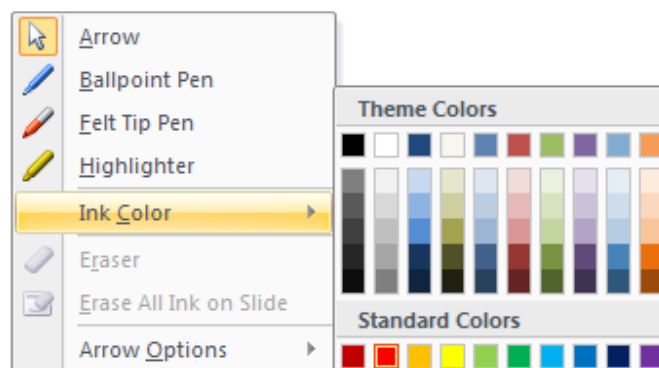 Arrow
Ballpoint Pen
Felt Tip Pen
Highlighter
Ink Color
Eraser
Erase All Ink on Slide
Arrow Options
Theme Colors
Standard Colors